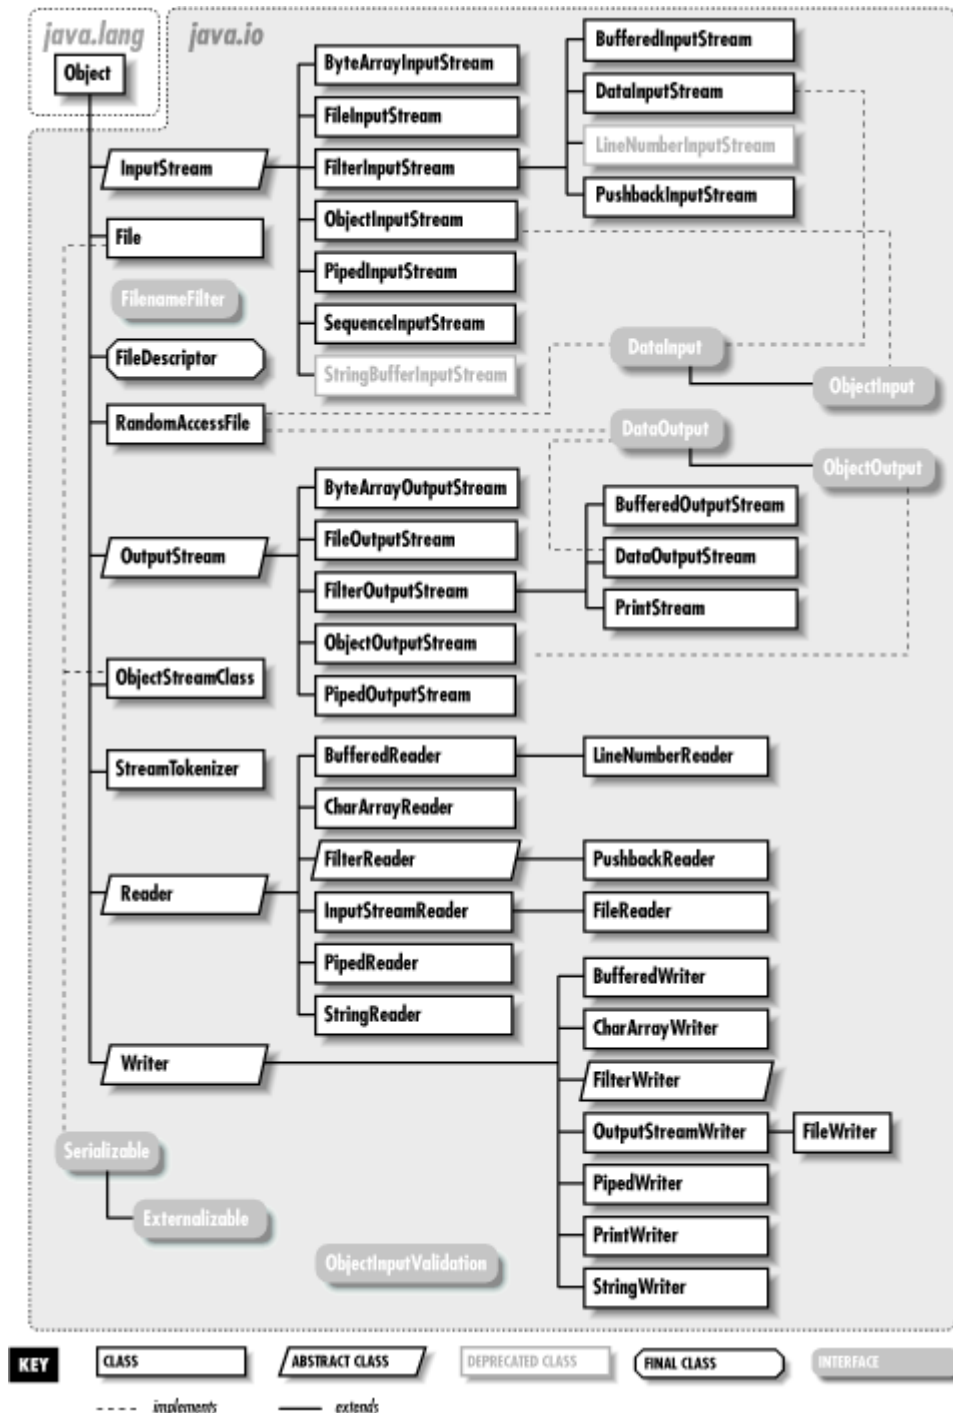 java.lang
java.io
Object
InputStream
File
FilenameFilter
FileDescriptor
RandomAccessFile
OutputStream
ObjectStreamClass
StreamTokenizer
Reader
Writer
Serializable
Externalizable
ByteArrayInputStream
FileInputStream
FilterInputStream
ObjectInputStream
PipedInputStream
SequenceInputStream
StringBufferInputStream
BufferedInputStream
DataInputStream
LineNumberInputStream
PushbackInputStream
DataInput
ObjectInput
DataOutput
ObjectOutput
ByteArrayOutputStream
FileOutputStream
FilterOutputStream
ObjectOutputStream
PipedOutputStream
BufferedOutputStream
DataOutputStream
PrintStream
BufferedReader
CharArrayReader
FilterReader
InputStreamReader
PipedReader
StringReader
LineNumberReader
PushbackReader
FileReader
BufferedWriter
CharArrayWriter
FilterWriter
OutputStreamWriter
FileWriter
PipedWriter
PrintWriter
StringWriter
ObjectInputValidation
KEY
CLASS
ABSTRACT CLASS
DEPRECATED CLASS
FINAL CLASS
INTERFACE
implements
extends